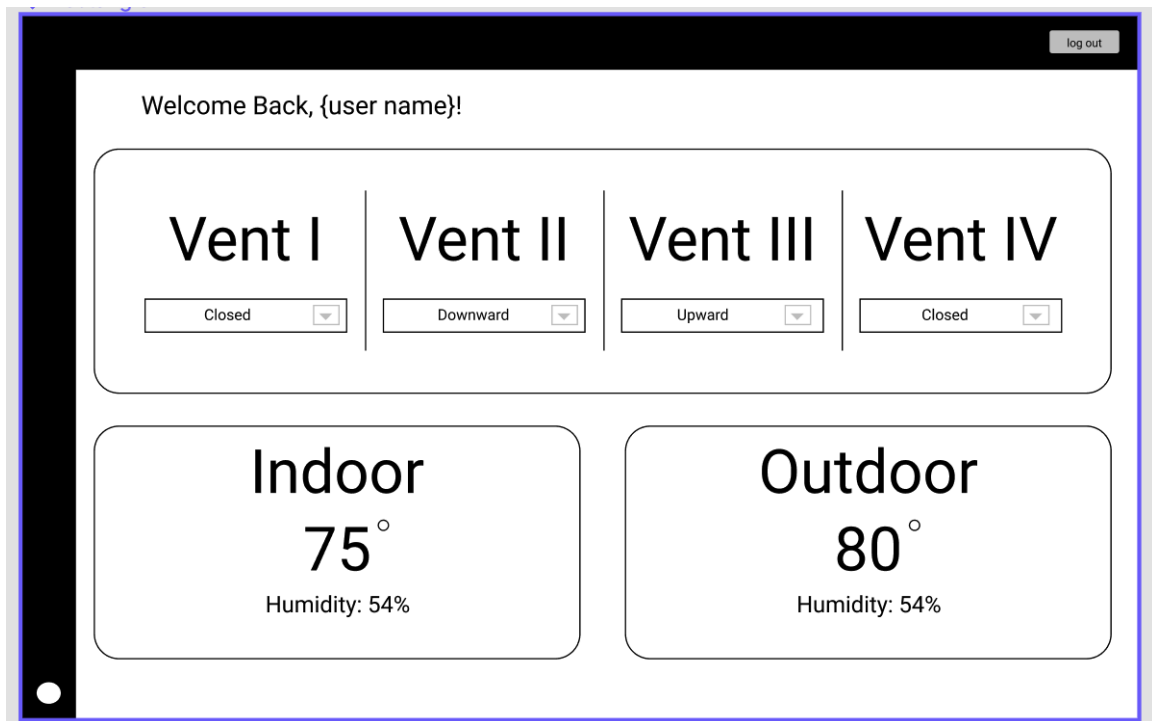 log out
Welcome Back, {user name}!
Vent I
Vent II
Vent III
Vent IV
Closed
Downward
Upward
Closed
Indoor
Outdoor
75°
80°
Humidity: 54%
Humidity: 54%